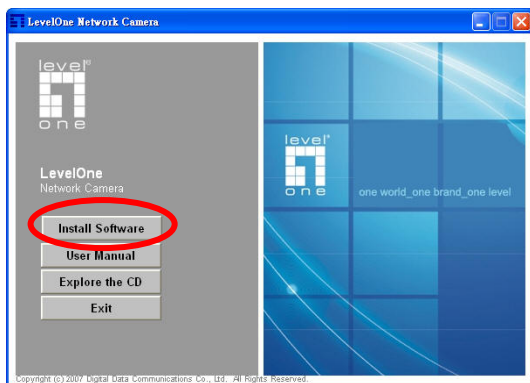 LevelOne Network Camera
level®
one
LevelOne
Network Camera
Install Software
User Manual
Explore the CD
Exit
level®
one
one world_one brand_one level
Copyright (c) 2007 Digital Data Communications Co., Ltd. All Rights Reserved.